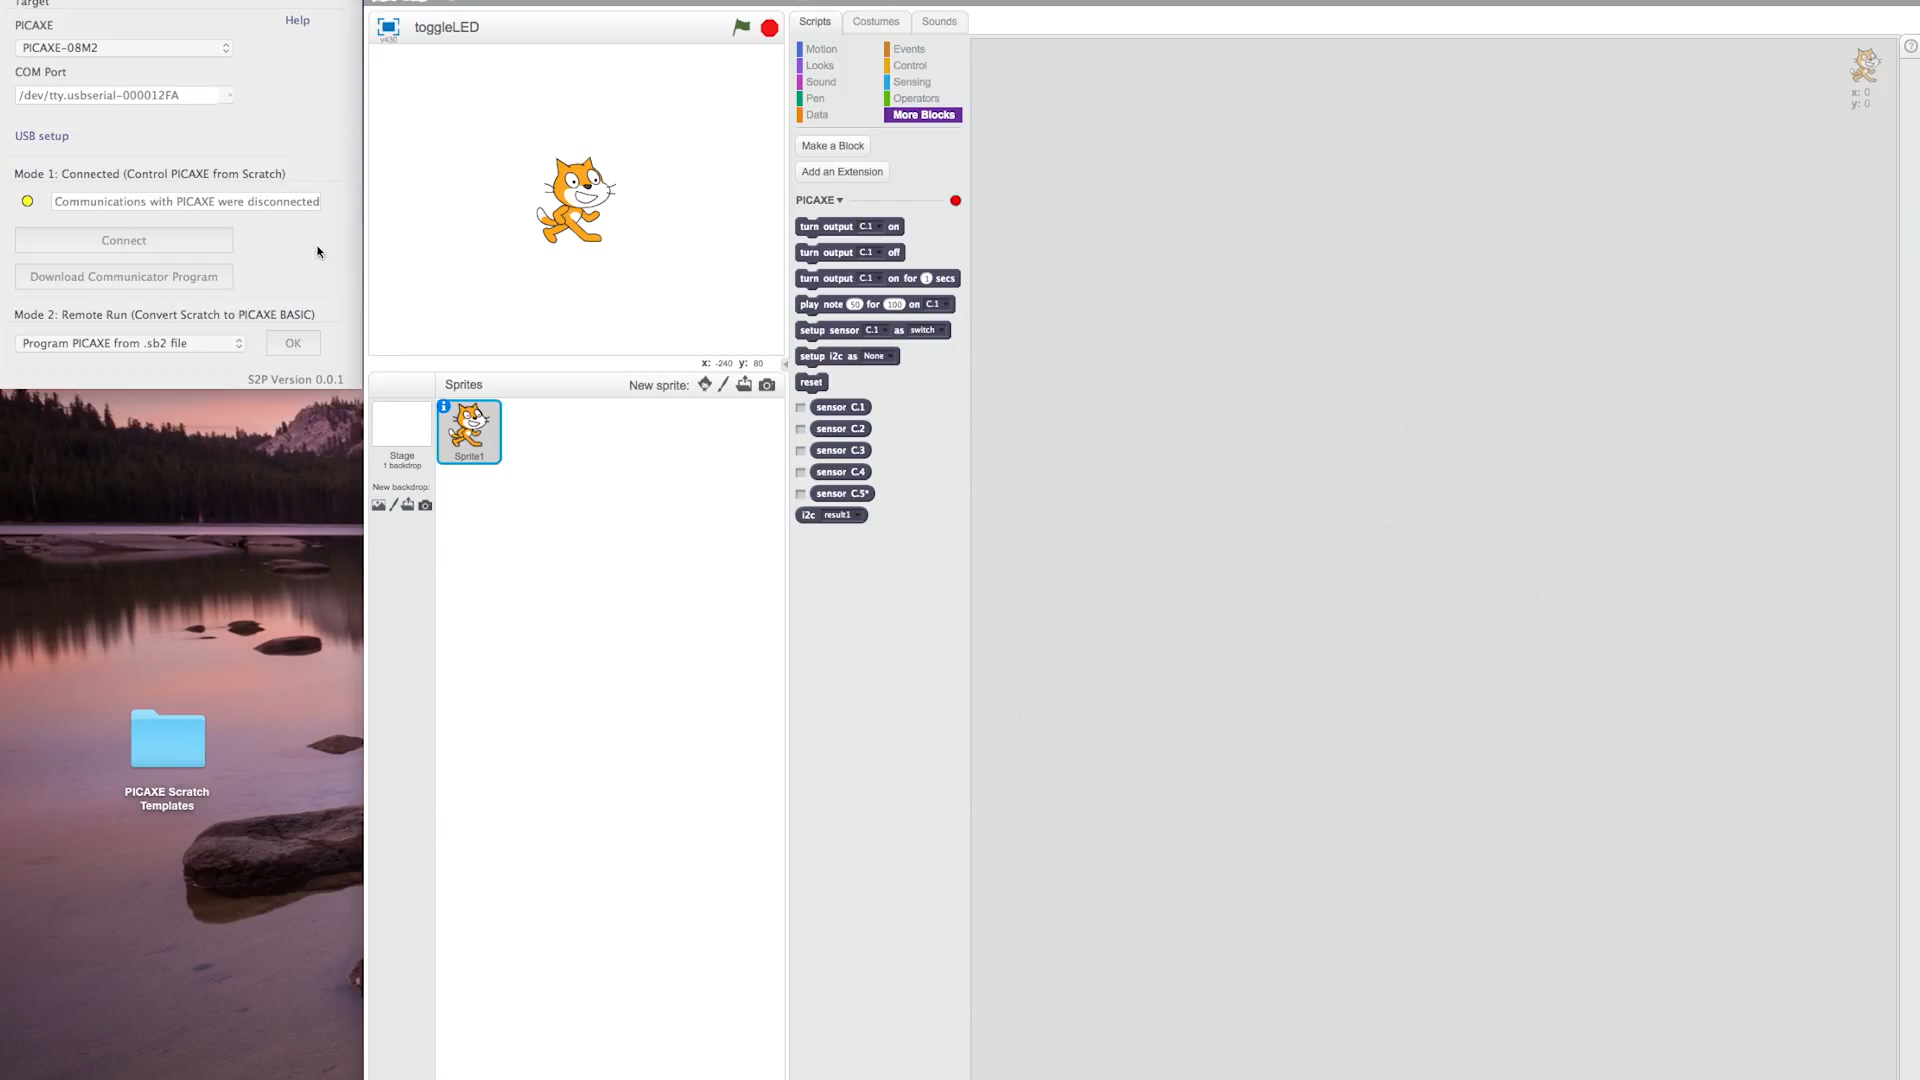 Target
PICAXE
Help
PICAXE-08M2
COM Port
/dev/tty.usbserial-000012FA
USB setup
Mode 1: Connected (Control PICAXE from Scratch)
Communications with PICAXE were disconnected
Connect
Download Communicator Program
Mode 2: Remote Run (Convert Scratch to PICAXE BASIC)
Program PICAXE from .sb2 file
OK
S2P Version 0.0.1
PICAXE Scratch
Templates
toggleLED
v430
x: -240 y: 80
Sprites
New sprite:
Stage
1 backdrop
New backdrop:
Sprite1
Scripts
Costumes
Sounds
Motion
Events
Looks
Control
Sound
Sensing
Pen
Operators
Data
More Blocks
Make a Block
Add an Extension
PICAXE
turn output C.1 on
turn output C.1 off
turn output C.1 on for 1 secs
play note 50 for 100 on C.1
setup sensor C.1 as switch
setup i2c as None
reset
sensor C.1
sensor C.2
sensor C.3
sensor C.4
sensor C.5*
i2c result1
x: 0
y: 0
?